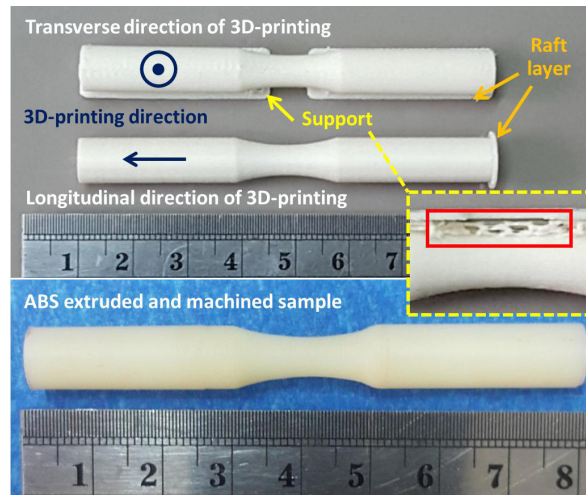 Transverse direction of 3D-printing
Raft
layer
3D-printing direction
Support
Longitudinal direction of 3D-printing
1 2 3 4 5 6 7
ABS extruded and machined sample
1 2 3 4 5 6 7 8